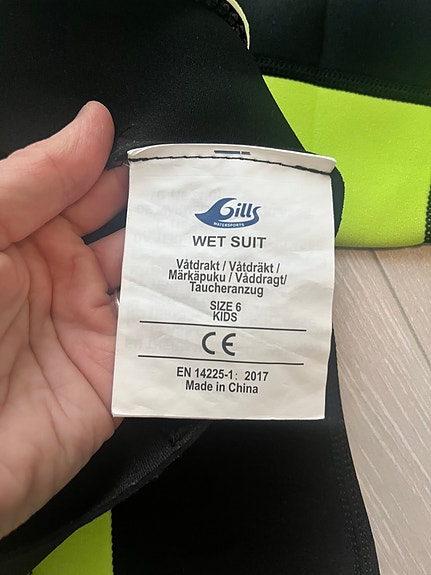 Gills
WATERSPORTS
WET SUIT
Våtdrakt / Våtdräkt /
Märkäpuku / Våddragt/
Taucheranzug
SIZE 6
KIDS
CE
EN 14225-1: 2017
Made in China